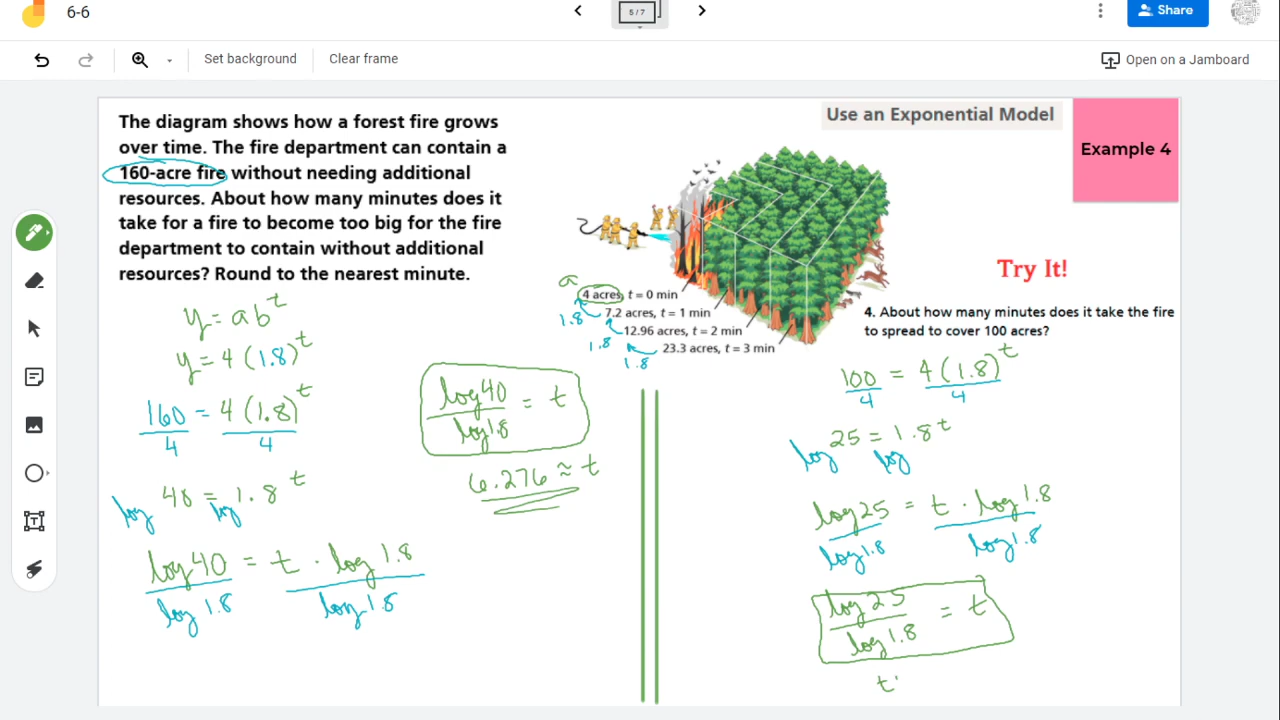 6-6
5 / 7
Share
Set background
Clear frame
Open on a Jamboard
The diagram shows how a forest fire grows
over time. The fire department can contain a
160-acre fire without needing additional
resources. About how many minutes does it
take for a fire to become too big for the fire
department to contain without additional
resources? Round to the nearest minute.
y = ab^t
y = 4(1.8)^t
160 = 4(1.8)^t
4 4
40 = 1.8^t
log log
log 40 = t · log 1.8
log 1.8 log 1.8
log 40 = t
log 1.8
6.276 ≈ t
Use an Exponential Model
Example 4
a
4 acres, t = 0 min
1.8
7.2 acres, t = 1 min
1.8
12.96 acres, t = 2 min
1.8
23.3 acres, t = 3 min
Try It!
4. About how many minutes does it take the fire
to spread to cover 100 acres?
100 = 4(1.8)^t
4 4
25 = 1.8^t
log log
log 25 = t · log 1.8
log 1.8 log 1.8
log 25 = t
log 1.8
t